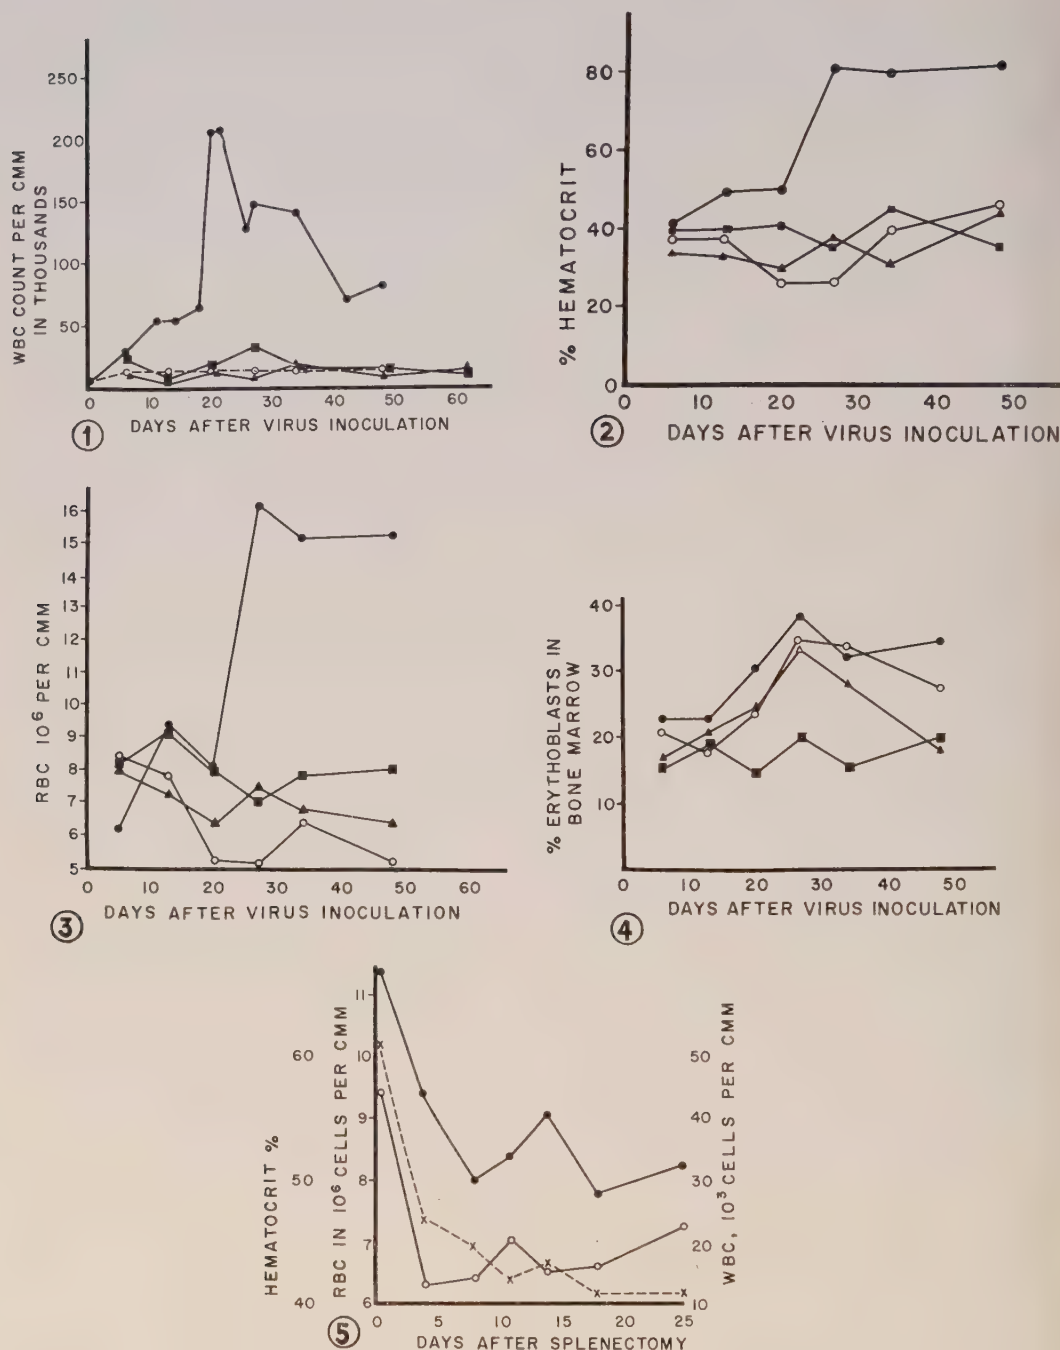 WBC COUNT PER CMM
IN THOUSANDS
250
200
150
100
50
0 10 20 30 40 50 60
① DAYS AFTER VIRUS INOCULATION
% HEMATOCRIT
80
60
40
20
0
0 10 20 30 40 50
② DAYS AFTER VIRUS INOCULATION
RBC 10⁶ PER CMM
16
15
14
13
12
11
10
9
8
7
6
5
0 10 20 30 40 50 60
③ DAYS AFTER VIRUS INOCULATION
% ERYTHOBLASTS IN
BONE MARROW
40
30
20
10
0 10 20 30 40 50
④ DAYS AFTER VIRUS INOCULATION
HEMATOCRIT %
60
50
40
RBC IN 10⁶ CELLS PER CMM
11
10
9
8
7
6
WBC, 10³ CELLS PER CMM
50
40
30
20
10
0 5 10 15 20 25
⑤ DAYS AFTER SPLENECTOMY